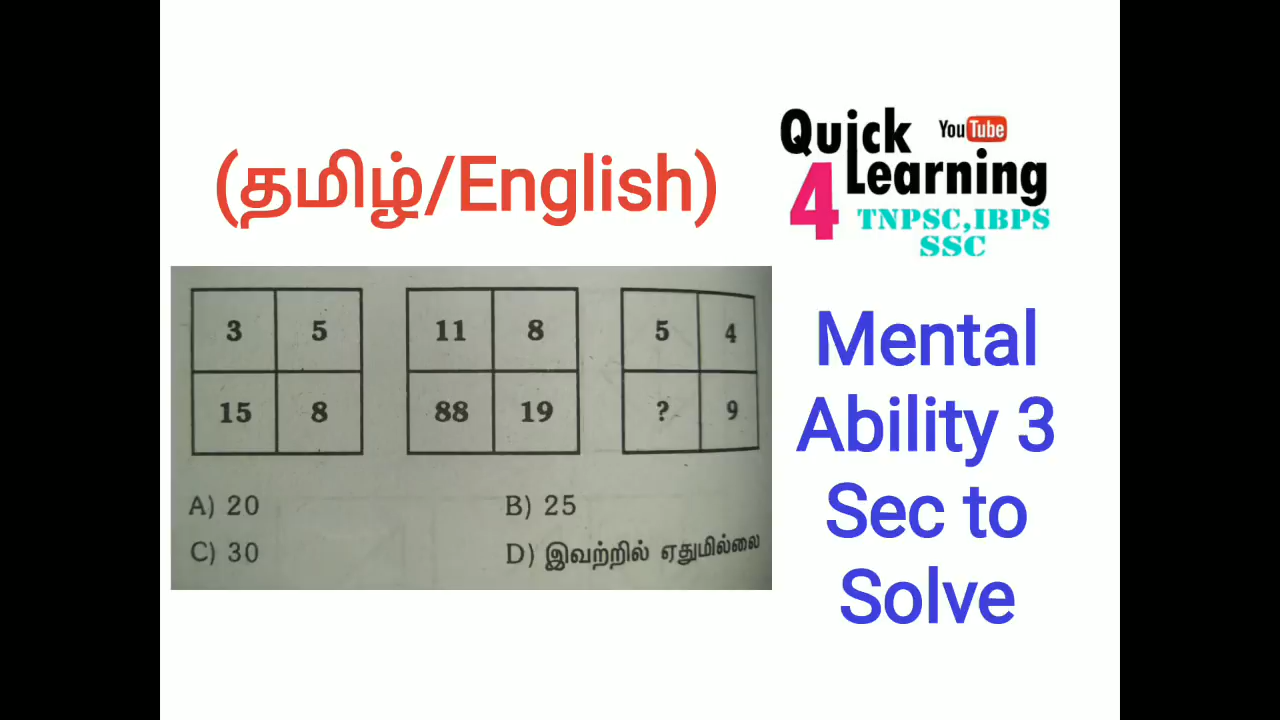 (தமிழ்/English)
Quick
YouTube
4 Learning
TNPSC,IBPS
SSC
3 5 11 8 5 4
15 8 88 19 ? 9
A) 20 B) 25
C) 30 D) இவற்றில் ஏதுமில்லை
Mental
Ability 3
Sec to
Solve